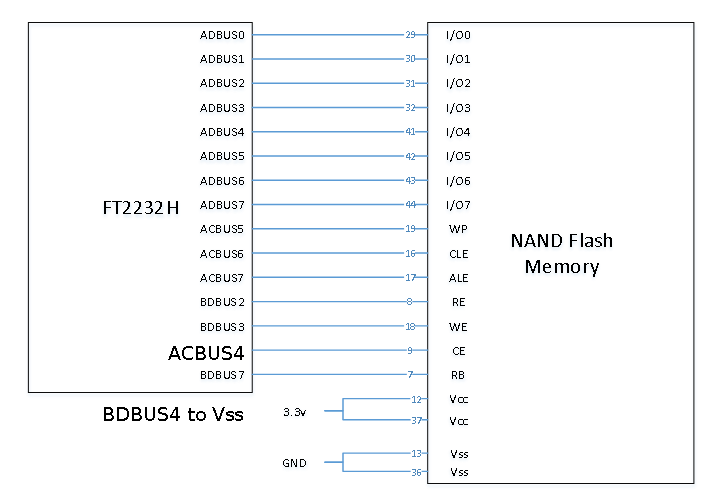 ADBUS0 29 I/O0
ADBUS1 30 I/O1
ADBUS2 31 I/O2
ADBUS3 32 I/O3
ADBUS4 41 I/O4
ADBUS5 42 I/O5
ADBUS6 43 I/O6
FT2232H ADBUS7 44 I/O7
ACBUS5 19 WP
NAND Flash
Memory
ACBUS6 16 CLE
ACBUS7 17 ALE
BDBUS2 8 RE
BDBUS3 18 WE
ACBUS4 9 CE
BDBUS7 7 RB
12 Vcc
BDBUS4 to Vss 3.3v
37 Vcc
13 Vss
GND
36 Vss